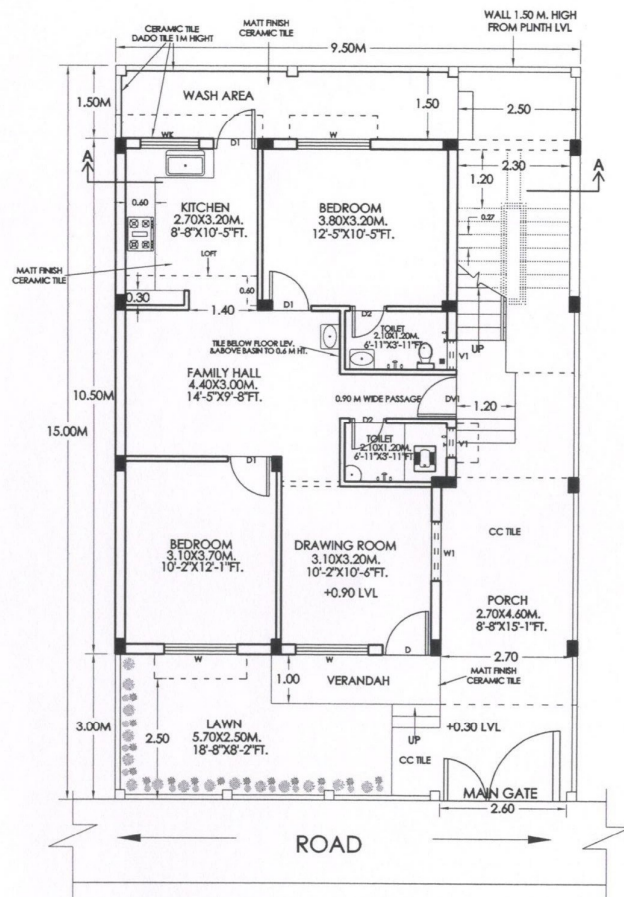 WALL 1.50 M. HIGH
FROM PLINTH LVL
MATT FINISH
CERAMIC TILE
CERAMIC TILE
DADO TILE 1M HIGHT
9.50M
1.50M
WASH AREA
1.50
2.50
WK
D1
W
A
A
2.30
1.20
0.60
KITCHEN
2.70X3.20M.
8'-8"X10'-5"FT.
BEDROOM
3.80X3.20M.
12'-5"X10'-5"FT.
0.27
LOFT
MATT FINISH
CERAMIC TILE
0.60
0.30
1.40
D1
D2
TOILET
2.10X1.20M.
6'-11"X3'-11"FT.
V1
UP
TILE BELOW FLOOR LEV.
&ABOVE BASIN TO 0.6 M HT.
FAMILY HALL
4.40X3.00M.
14'-5"X9'-8"FT.
0.90 M WIDE PASSAGE
DV1
1.20
10.50M
15.00M
D2
TOILET
2.10X1.20M.
6'-11"X3'-11"FT.
V1
D1
BEDROOM
3.10X3.70M.
10'-2"X12'-1"FT.
DRAWING ROOM
3.10X3.20M.
10'-2"X10'-6"FT.
+0.90 LVL
W1
CC TILE
PORCH
2.70X4.60M.
8'-8"X15'-1"FT.
W
W
D
2.70
MATT FINISH
CERAMIC TILE
1.00
VERANDAH
3.00M
2.50
LAWN
5.70X2.50M.
18'-8"X8'-2"FT.
UP
+0.30 LVL
CC TILE
MAIN GATE
2.60
ROAD